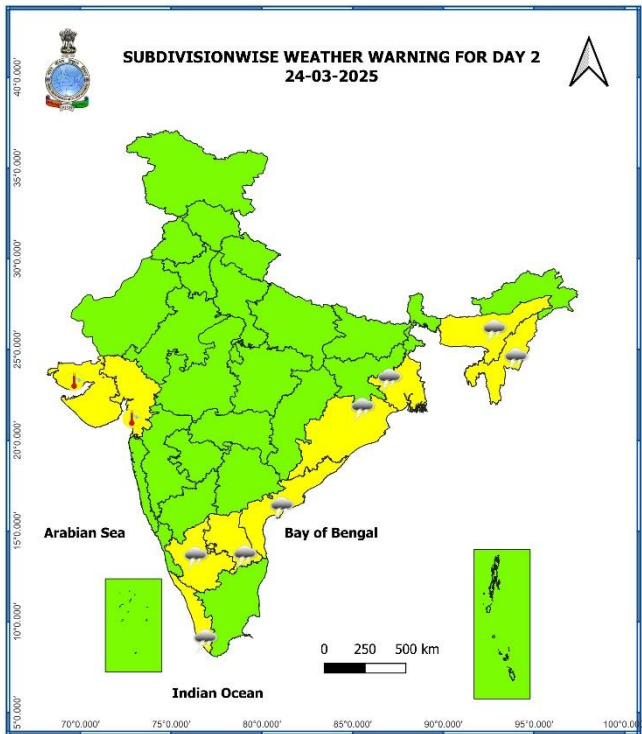 SUBDIVISIONWISE WEATHER WARNING FOR DAY 2
24-03-2025
40°0.000'
35°0.000'
30°0.000'
25°0.000'
20°0.000'
15°0.000'
10°0.000'
5°0.000'
Arabian Sea
Bay of Bengal
Indian Ocean
0 250 500 km
70°0.000' 75°0.000' 80°0.000' 85°0.000' 90°0.000' 95°0.000' 100°0.000'